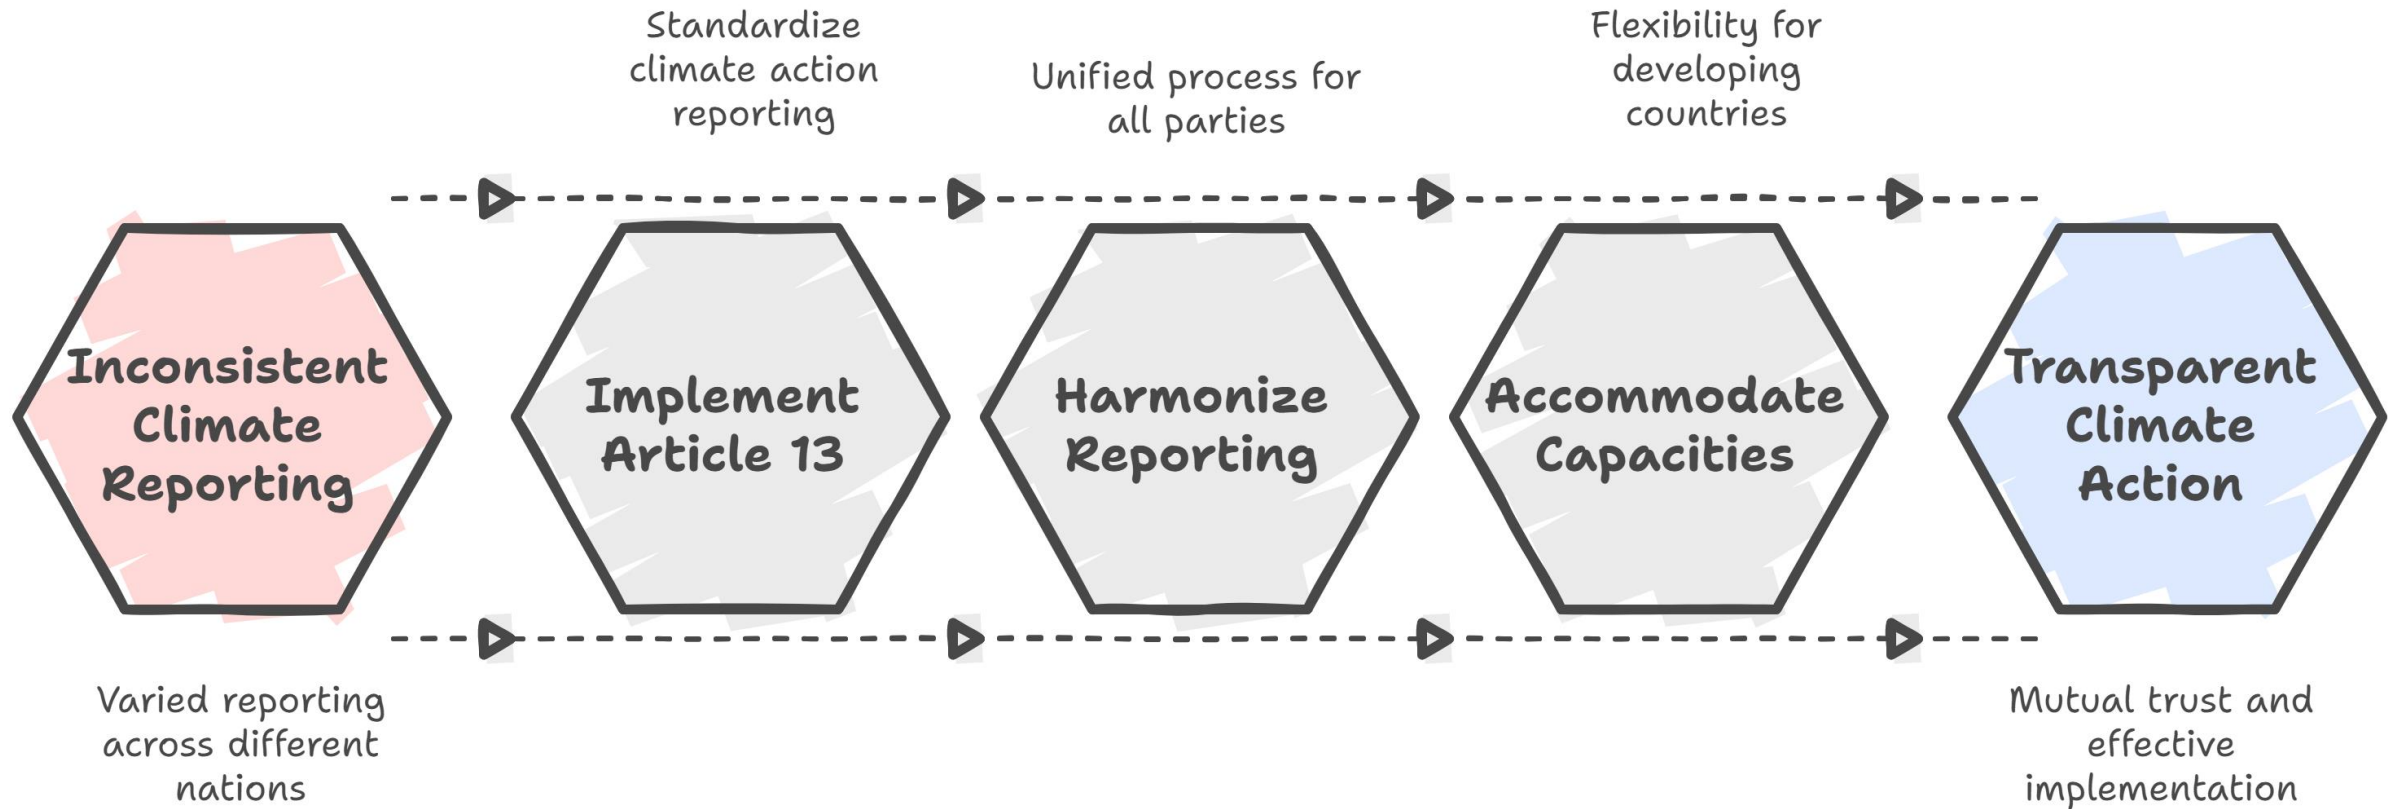 Standardize
climate action
reporting
Unified process for
all parties
Flexibility for
developing
countries
Inconsistent
Climate
Reporting
Implement
Article 13
Harmonize
Reporting
Accommodate
Capacities
Transparent
Climate
Action
Varied reporting
across different
nations
Mutual trust and
effective
implementation